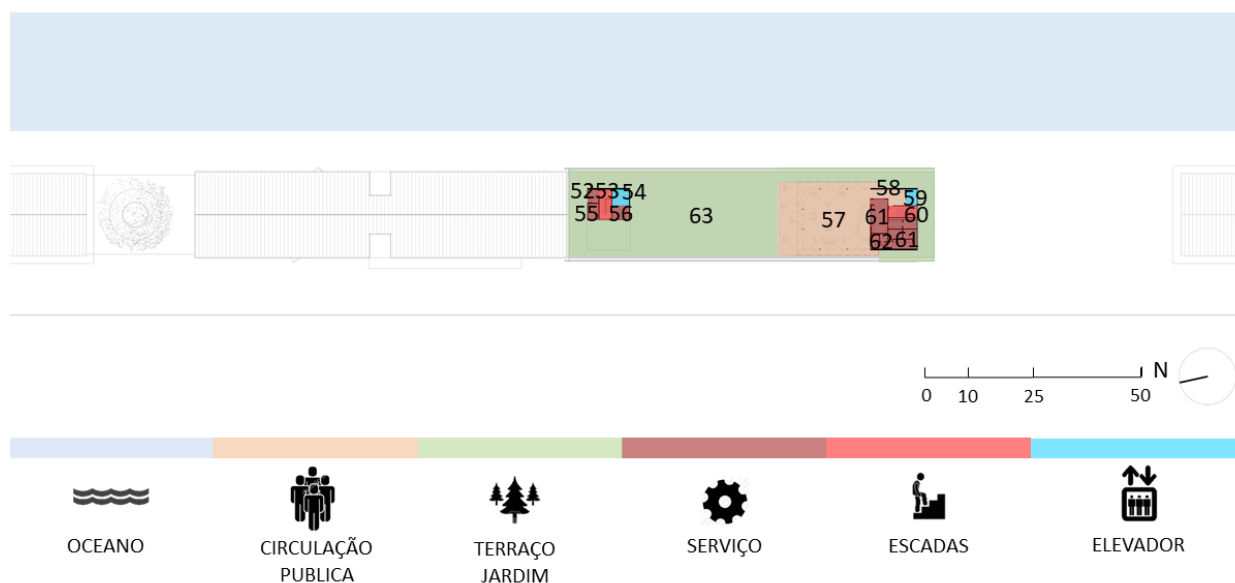 52 53 54
58
59
55 56
63
57
61
60
62 61
N
0 10 25 50
OCEANO
CIRCULAÇÃO
PUBLICA
TERRAÇO
JARDIM
SERVIÇO
ESCADAS
ELEVADOR